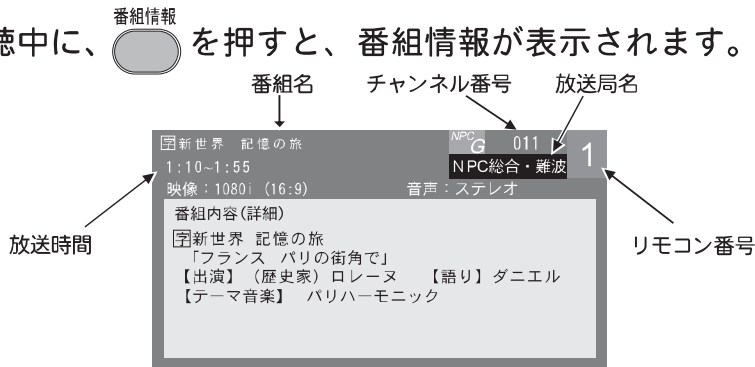 番組情報
聴中に、 を押すと、番組情報が表示されます。
番組名 チャンネル番号 放送局名
字新世界 記憶の旅 NPC G 011 1
1:10~1:55 NPC総合・難波
映像:1080i (16:9) 音声:ステレオ
番組内容(詳細)
字新世界 記憶の旅
「フランス パリの街角で」
【出演】(歴史家)ロレーヌ 【語り】ダニエル
【テーマ音楽】 パリハーモニック
放送時間
リモコン番号